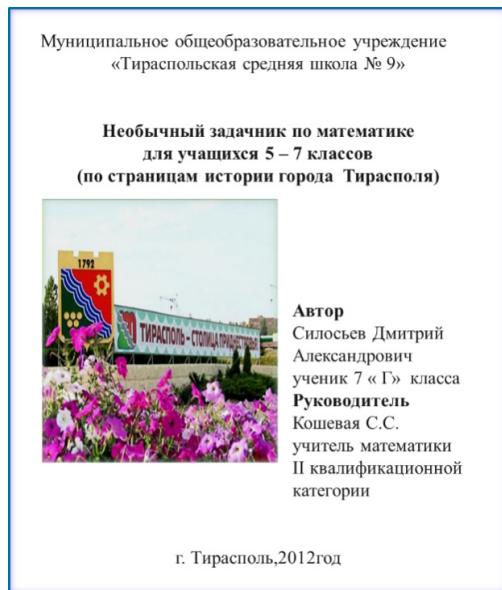 Муниципальное общеобразовательное учреждение
«Тираспольская средняя школа № 9»
Необычный задачник по математике
для учащихся 5 – 7 классов
(по страницам истории города Тирасполя)
1792
ТИРАСПОЛЬ - СТОЛИЦА ПРИДНЕСТРОВЬЯ
Автор
Силосьев Дмитрий
Александрович
ученик 7 « Г» класса
Руководитель
Кошевая С.С.
учитель математики
II квалификационной
категории
г. Тирасполь,2012год